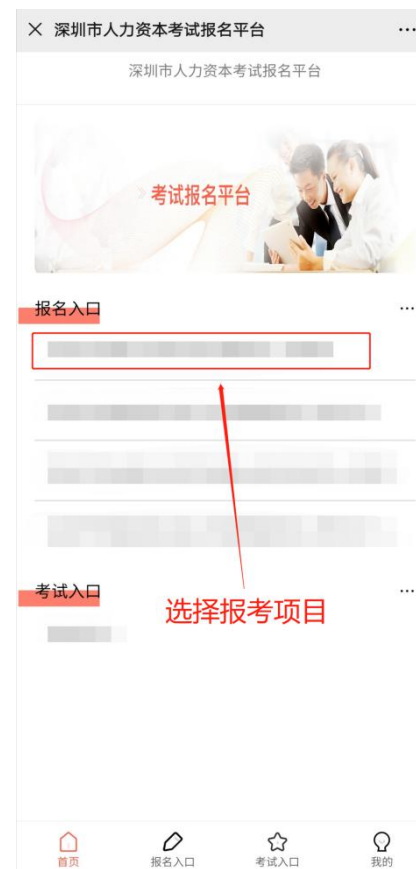 深圳市人力资本考试报名平台
深圳市人力资本考试报名平台
考试报名平台
报名入口
考试入口
选择报考项目
首页 报名入口 考试入口 我的